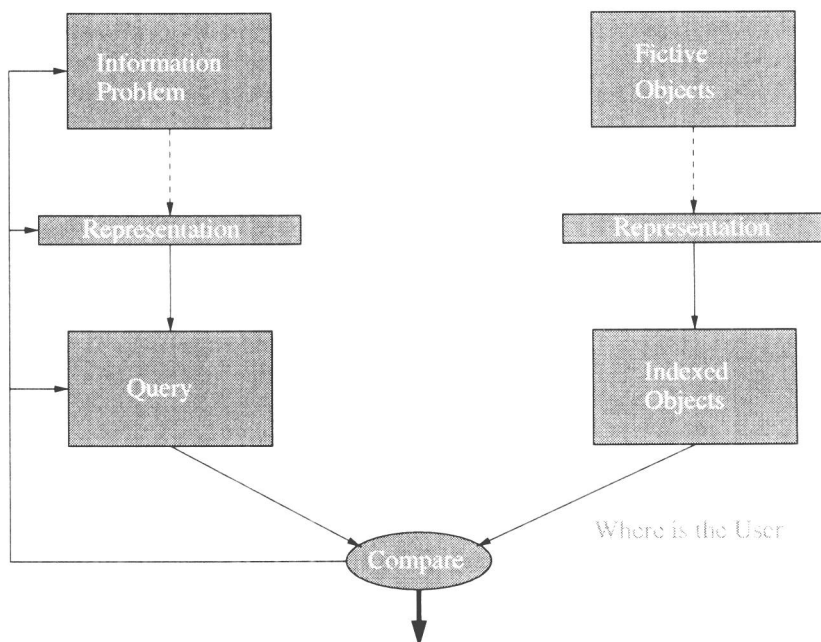 Information
Problem
Fictive
Objects
Representation
Representation
Query
Indexed
Objects
Where is the User
Compare